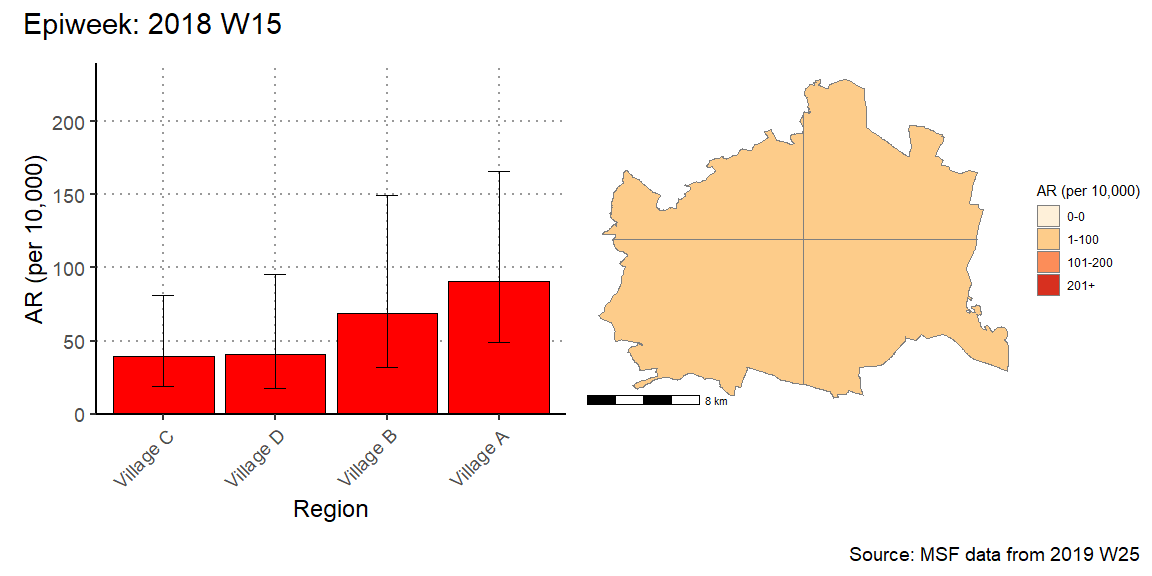 Epiweek: 2018 W15
AR (per 10,000)
200
150
100
50
0
Village C
Village D
Village B
Village A
Region
8 km
AR (per 10,000)
0-0
1-100
101-200
201+
Source: MSF data from 2019 W25